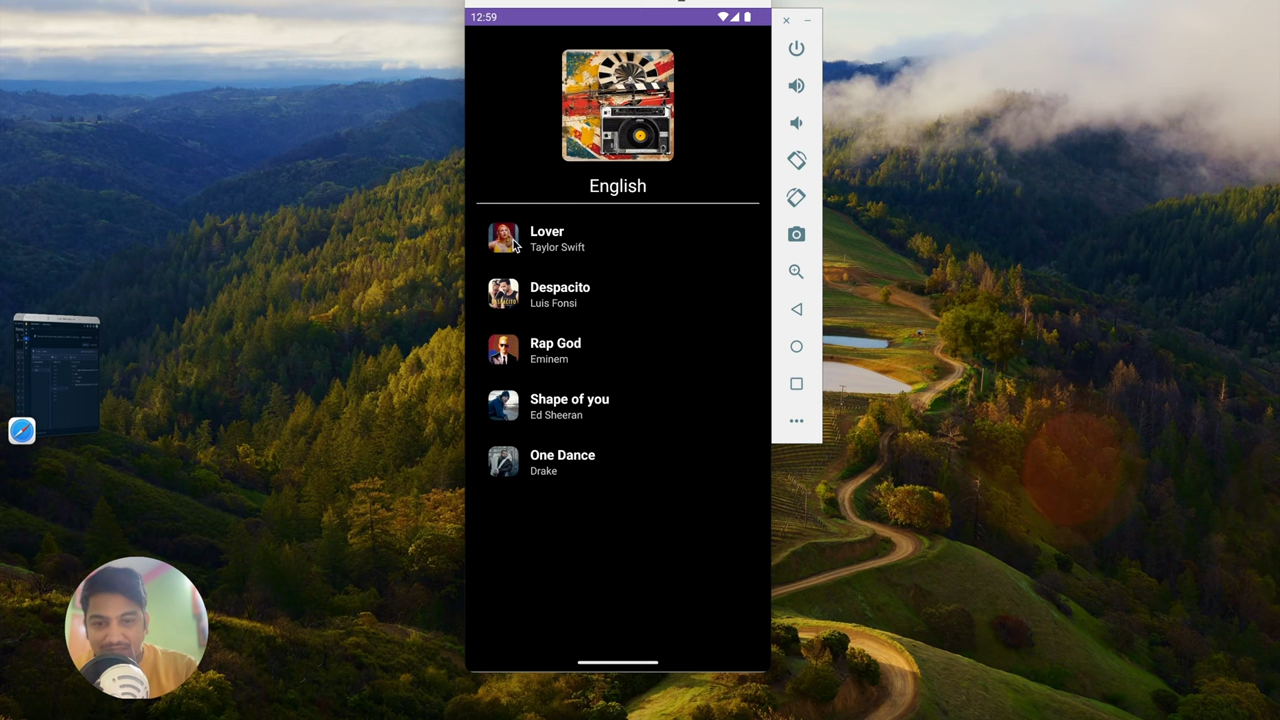 12:59
English
Lover
Taylor Swift
Despacito
Luis Fonsi
Rap God
Eminem
Shape of you
Ed Sheeran
One Dance
Drake